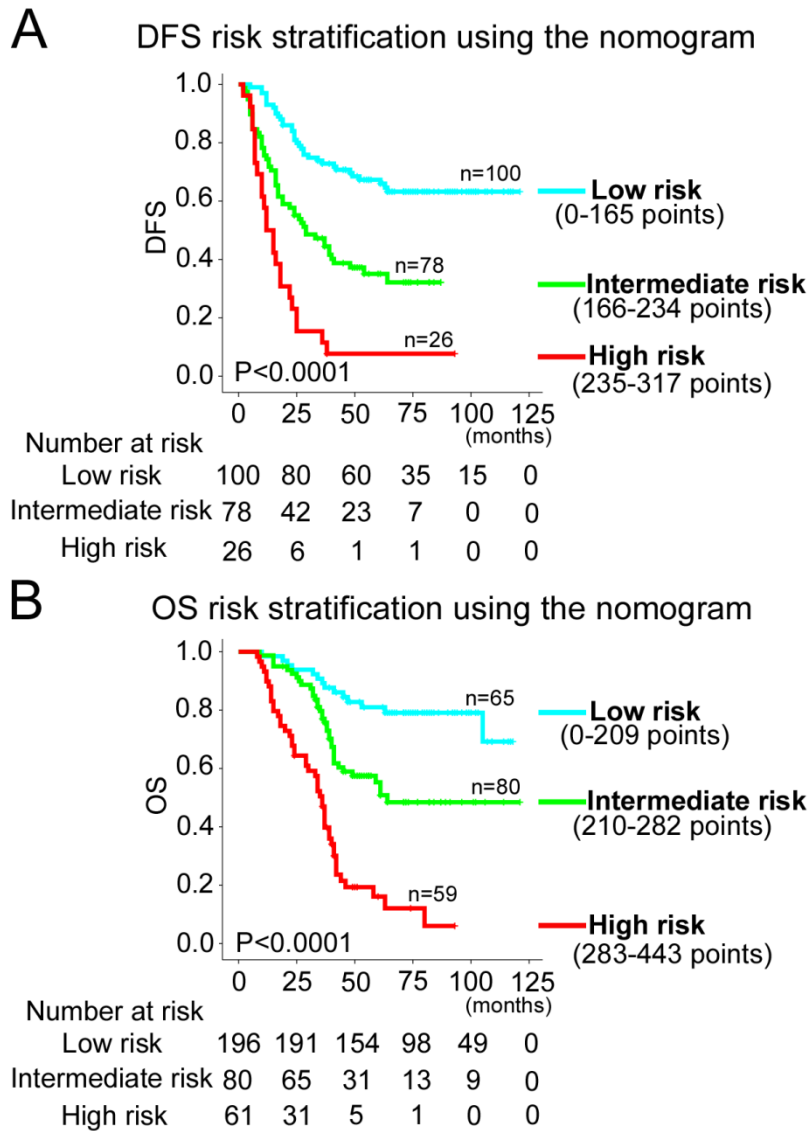 A
DFS risk stratification using the nomogram
1.0
0.8
0.6
0.4
0.2
0.0
DFS
n=100
n=78
n=26
P<0.0001
Low risk
(0-165 points)
Intermediate risk
(166-234 points)
High risk
(235-317 points)
0 25 50 75 100 125
(months)
Number at risk
Low risk 100 80 60 35 15 0
Intermediate risk 78 42 23 7 0 0
High risk 26 6 1 1 0 0
B
OS risk stratification using the nomogram
1.0
0.8
0.6
0.4
0.2
0.0
OS
n=65
n=80
n=59
P<0.0001
Low risk
(0-209 points)
Intermediate risk
(210-282 points)
High risk
(283-443 points)
0 25 50 75 100 125
(months)
Number at risk
Low risk 196 191 154 98 49 0
Intermediate risk 80 65 31 13 9 0
High risk 61 31 5 1 0 0